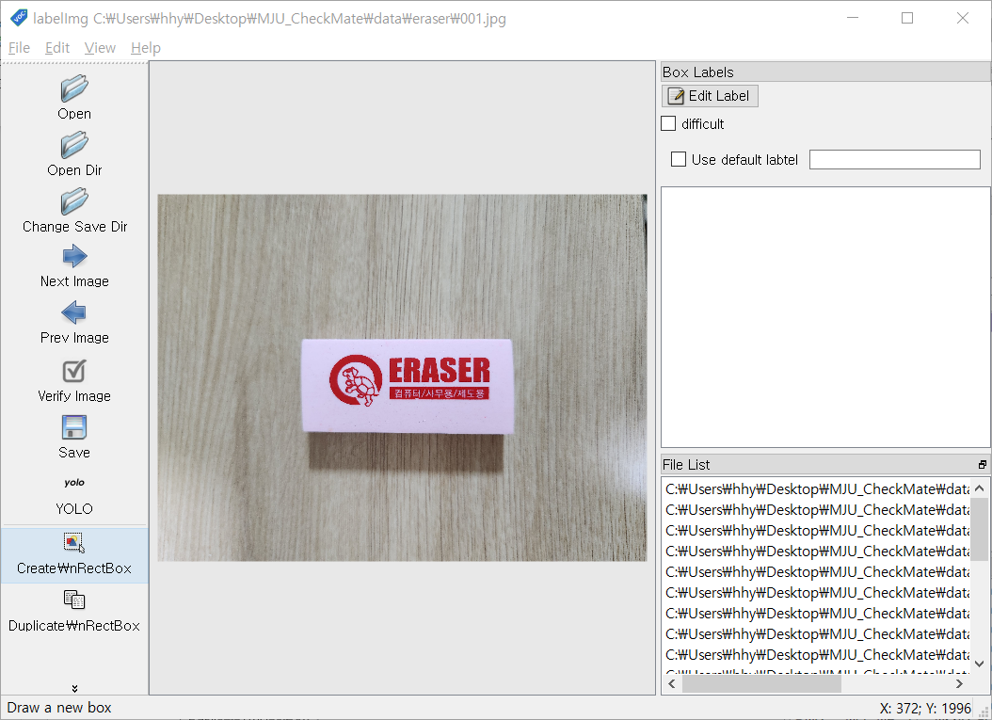 labelImg C:₩Users₩hhy₩Desktop₩MJU_CheckMate₩data₩eraser₩001.jpg
File Edit View Help
Open
Open Dir
Change Save Dir
Next Image
Prev Image
Verify Image
Save
yolo
YOLO
Create₩nRectBox
Duplicate₩nRectBox
ERASER
컴퓨터/사무용/제도용
Box Labels
Edit Label
difficult
Use default labtel
File List
C:₩Users₩hhy₩Desktop₩MJU_CheckMate₩data
C:₩Users₩hhy₩Desktop₩MJU_CheckMate₩data
C:₩Users₩hhy₩Desktop₩MJU_CheckMate₩data
C:₩Users₩hhy₩Desktop₩MJU_CheckMate₩data
C:₩Users₩hhy₩Desktop₩MJU_CheckMate₩data
C:₩Users₩hhy₩Desktop₩MJU_CheckMate₩data
C:₩Users₩hhy₩Desktop₩MJU_CheckMate₩data
C:₩Users₩hhy₩Desktop₩MJU_CheckMate₩data
C:₩Users₩hhy₩Desktop₩MJU_CheckMate₩data
Draw a new box
X: 372; Y: 1996